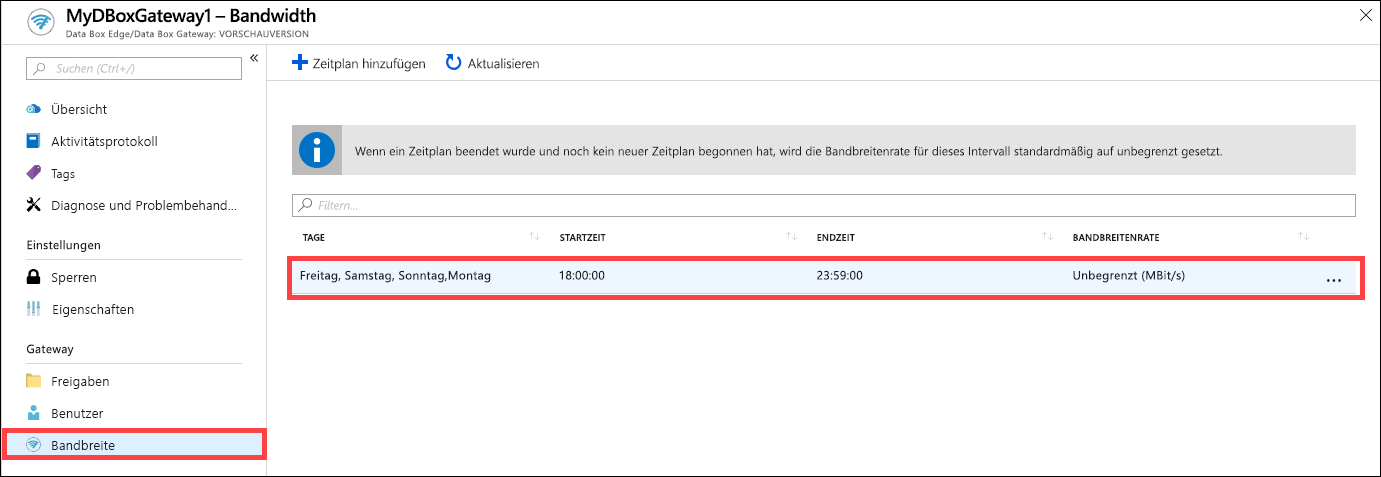 MyDBoxGateway1 – Bandwidth
Data Box Edge/Data Box Gateway: VORSCHAUVERSION
Suchen (Ctrl+/)
«
Übersicht
Aktivitätsprotokoll
Tags
Diagnose und Problembehand...
Einstellungen
Sperren
Eigenschaften
Gateway
Freigaben
Benutzer
Bandbreite
Zeitplan hinzufügen
Aktualisieren
Wenn ein Zeitplan beendet wurde und noch kein neuer Zeitplan begonnen hat, wird die Bandbreitenrate für dieses Intervall standardmäßig auf unbegrenzt gesetzt.
Filtern...
TAGE STARTZEIT ENDZEIT BANDBREITENRATE
Freitag, Samstag, Sonntag,Montag 18:00:00 23:59:00 Unbegrenzt (MBit/s) ...